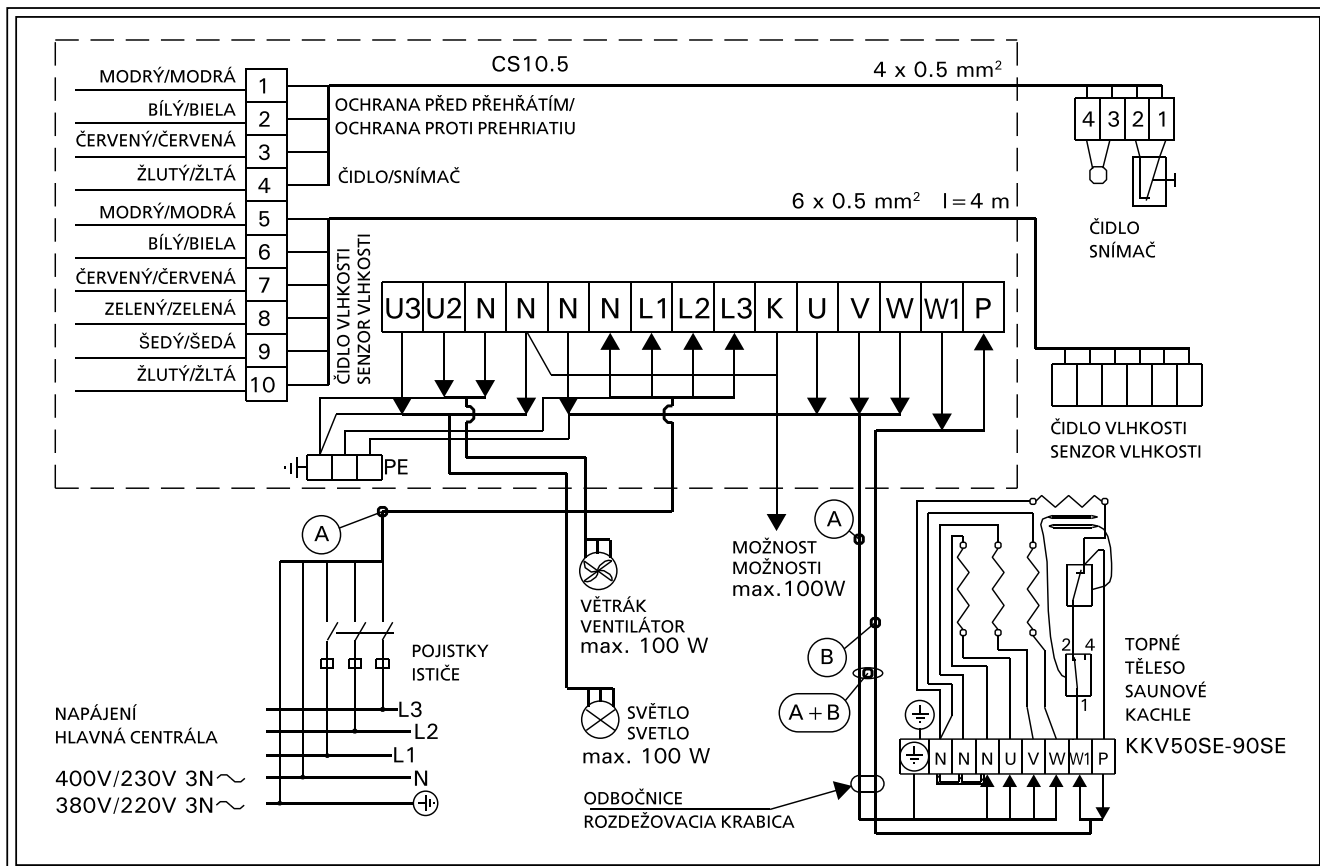 CS10.5
4 x 0.5 mm²
MODRÝ/MODRÁ 1
BÍLÝ/BIELA 2
ČERVENÝ/ČERVENÁ 3
ŽLUTÝ/ŽLTÁ 4
MODRÝ/MODRÁ 5
BÍLÝ/BIELA 6
ČERVENÝ/ČERVENÁ 7
ZELENÝ/ZELENÁ 8
ŠEDÝ/ŠEDÁ 9
ŽLUTÝ/ŽLTÁ 10
OCHRANA PŘED PŘEHŘÁTÍM/
OCHRANA PROTI PREHRIATIU
ČIDLO/SNÍMAČ
4 3 2 1
ČIDLO
SNÍMAČ
6 x 0.5 mm² l=4 m
ČIDLO VLHKOSTI
SENZOR VLHKOSTI
U3 U2 N N N N L1 L2 L3 K U V W W1 P
ČIDLO VLHKOSTI
SENZOR VLHKOSTI
PE
A
POJISTKY
ISTIČE
NAPÁJENÍ
HLAVNÁ CENTRÁLA
L3
L2
L1
400V/230V 3N~ N
380V/220V 3N~
VĚTRÁK
VENTILÁTOR
max. 100 W
SVĚTLO
SVETLO
max. 100 W
MOŽNOST
MOŽNOSTI
max.100W
A
B
A+B
ODBOČNICE
ROZDEŽOVACIA KRABICA
2 4
1
TOPNÉ
TĚLESO
SAUNOVÉ
KACHLE
KKV50SE-90SE
N N N U V W W1 P